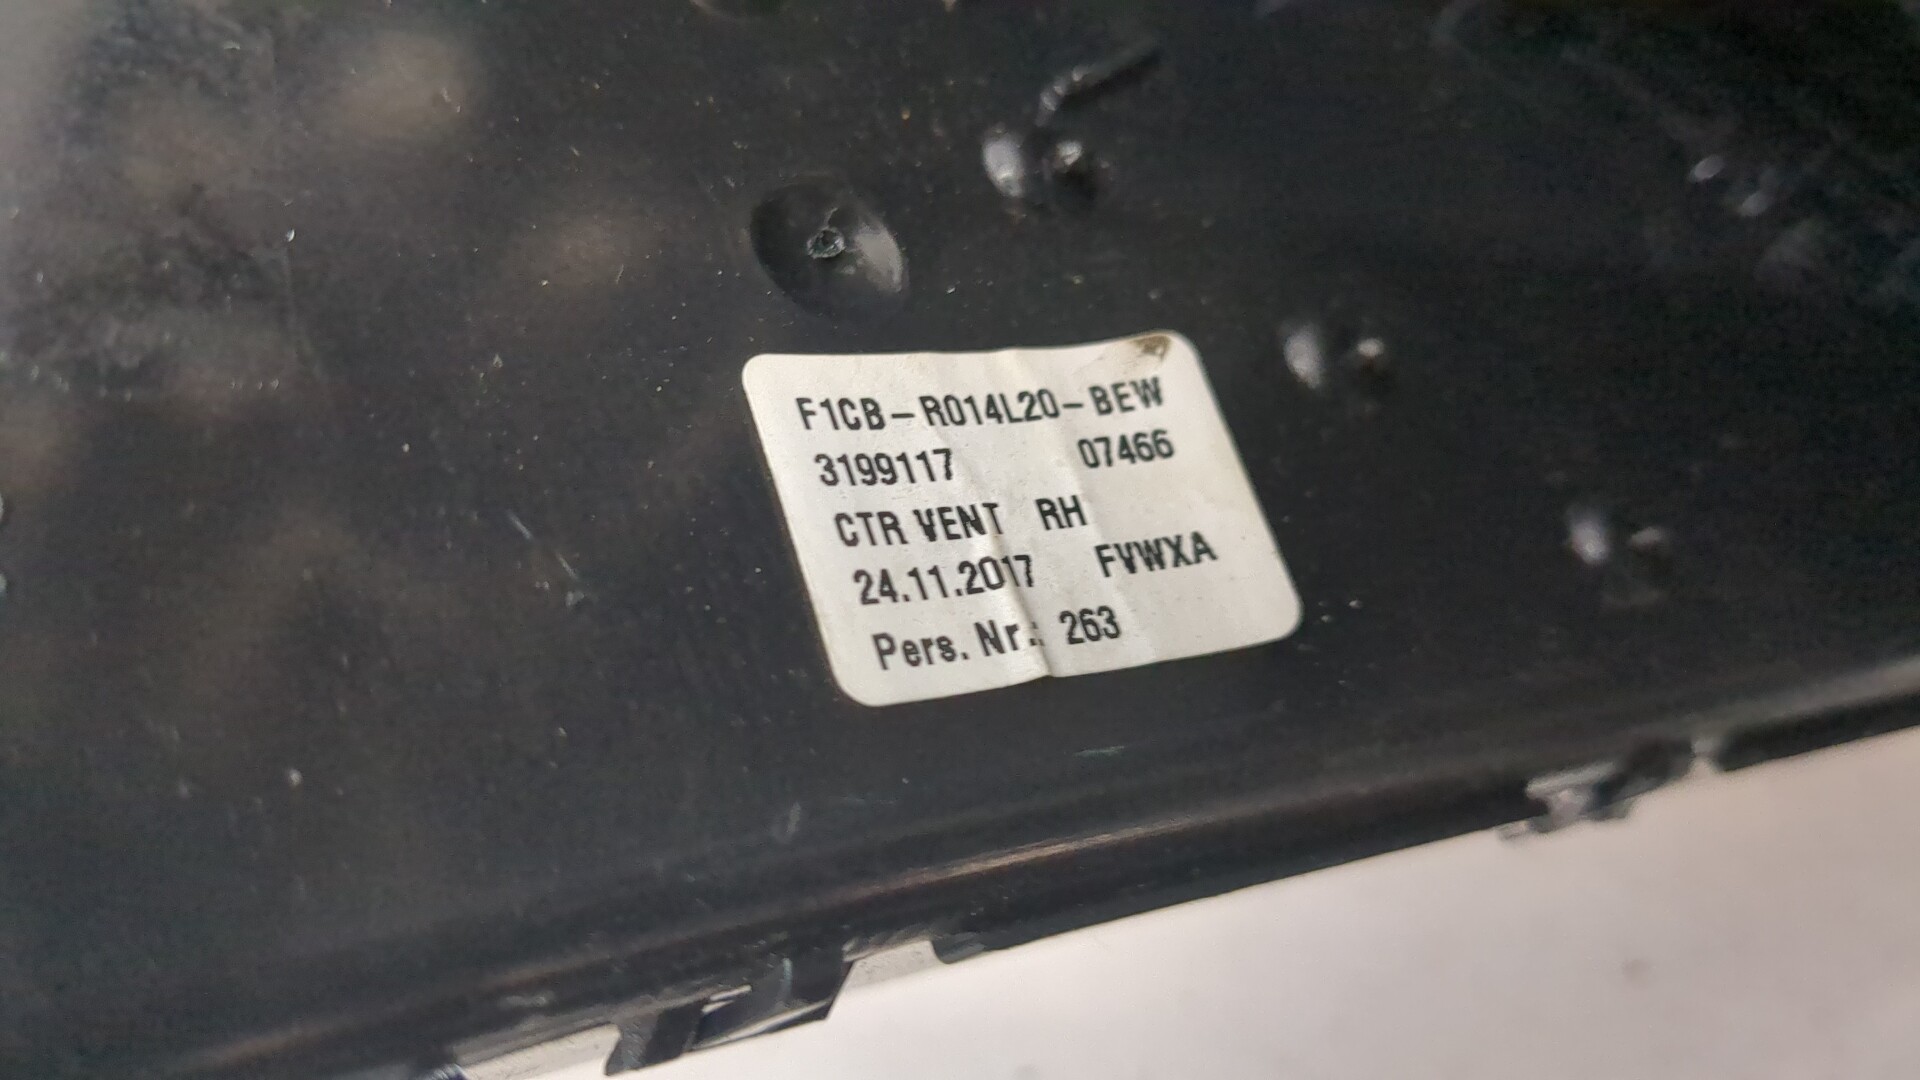 F1CB-R014L20-BEW
3199117 07466
CTR VENT RH
24.11.2017 FVWXA
Pers. Nr.: 263